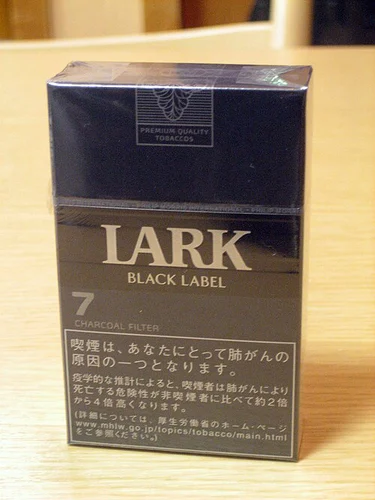 PREMIUM QUALITY
TOBACCOS
LARK
BLACK LABEL
7
CHARCOAL FILTER
喫煙は、あなたにとって肺がんの
原因の一つとなります。
疫学的な推計によると、喫煙者は肺がんにより
死亡する危険性が非喫煙者に比べて約2倍
から4倍高くなります。
(詳細については、厚生労働省のホーム・ページ
www.mhlw.go.jp/topics/tobacco/main.html
をご参照ください。)